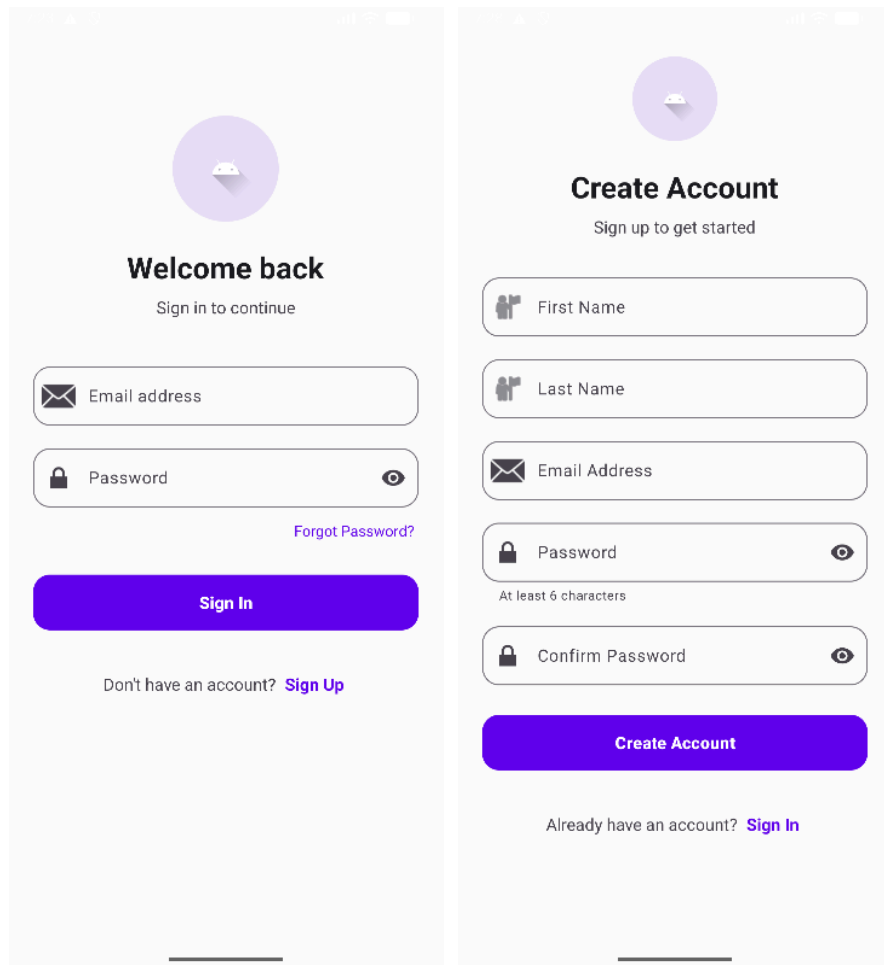 Welcome back
Sign in to continue
Email address
Password
Forgot Password?
Sign In
Don't have an account? Sign Up
Create Account
Sign up to get started
First Name
Last Name
Email Address
Password
At least 6 characters
Confirm Password
Create Account
Already have an account? Sign In